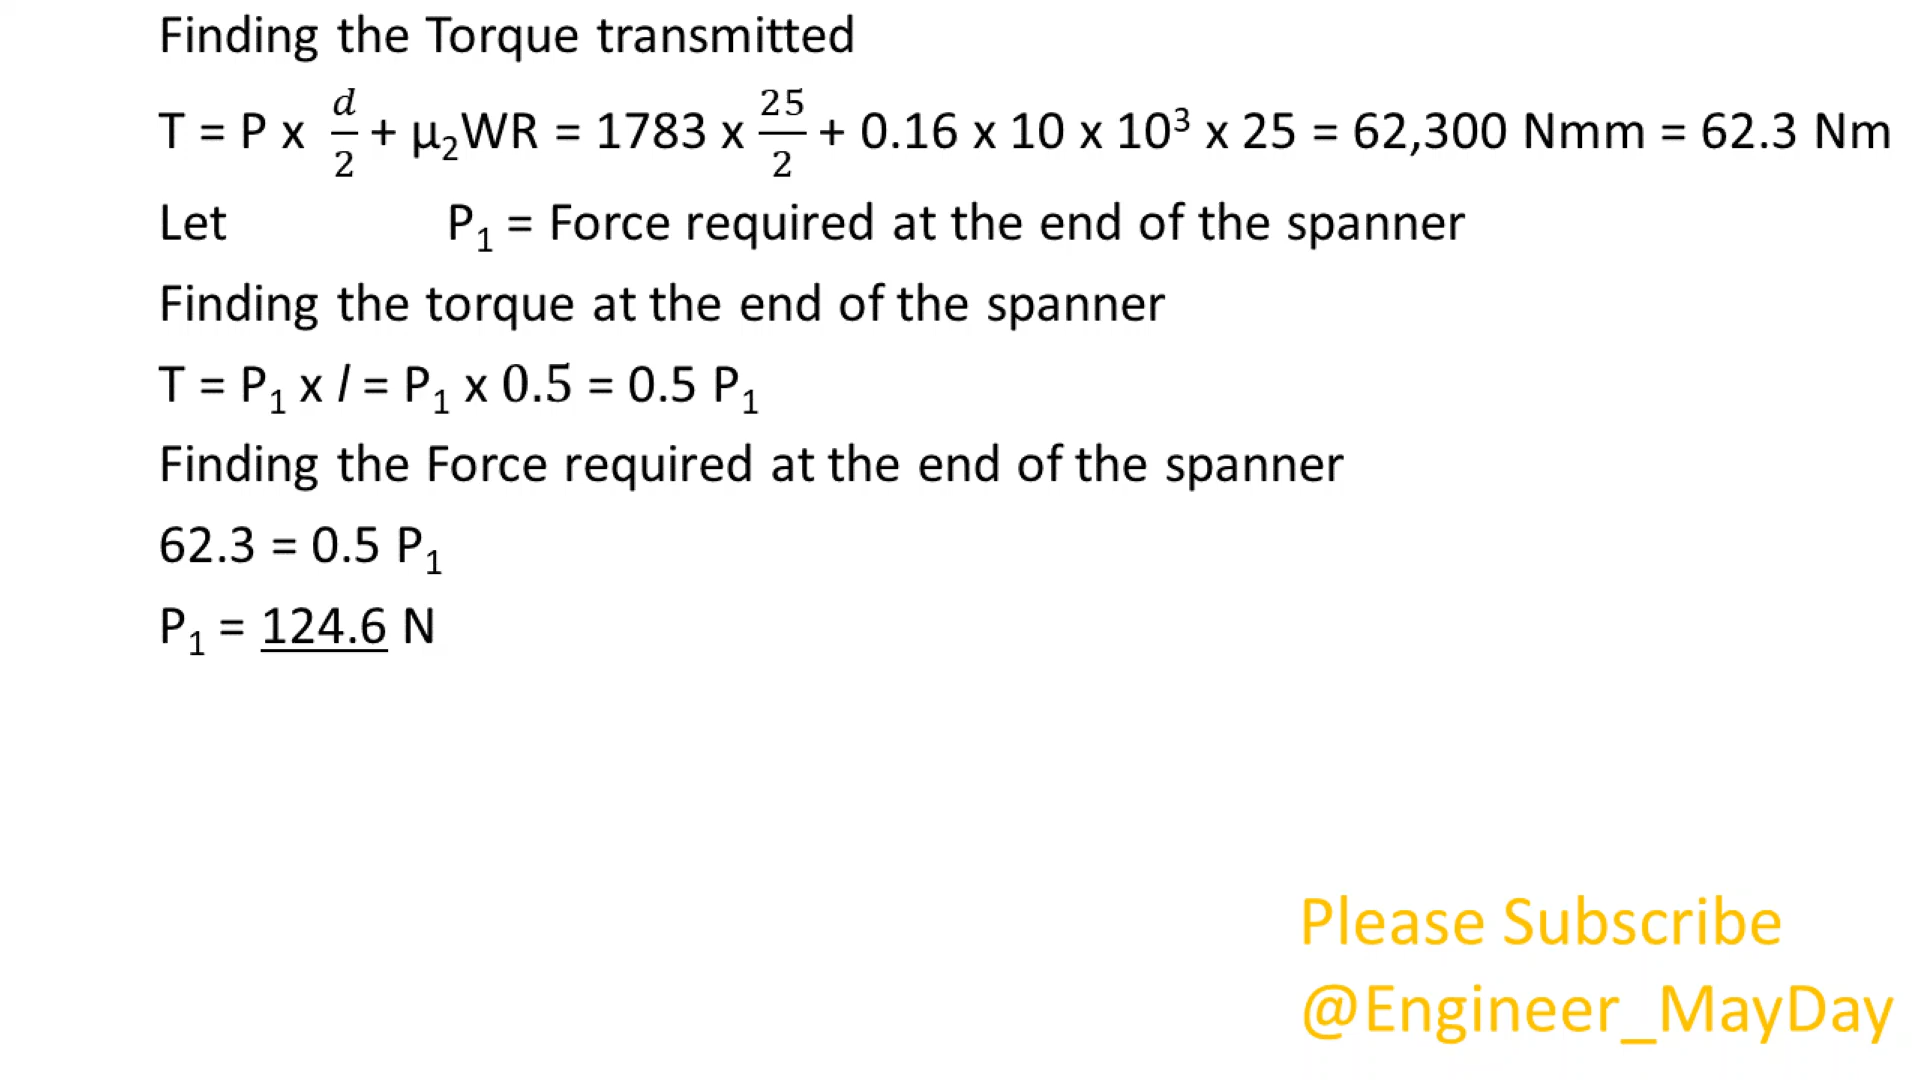 Finding the Torque transmitted
T = P x d/2 + μ₂WR = 1783 x 25/2 + 0.16 x 10 x 10³ x 25 = 62,300 Nmm = 62.3 Nm
Let P₁ = Force required at the end of the spanner
Finding the torque at the end of the spanner
T = P₁ x l = P₁ x 0.5 = 0.5 P₁
Finding the Force required at the end of the spanner
62.3 = 0.5 P₁
P₁ = 124.6 N
Please Subscribe
@Engineer_MayDay